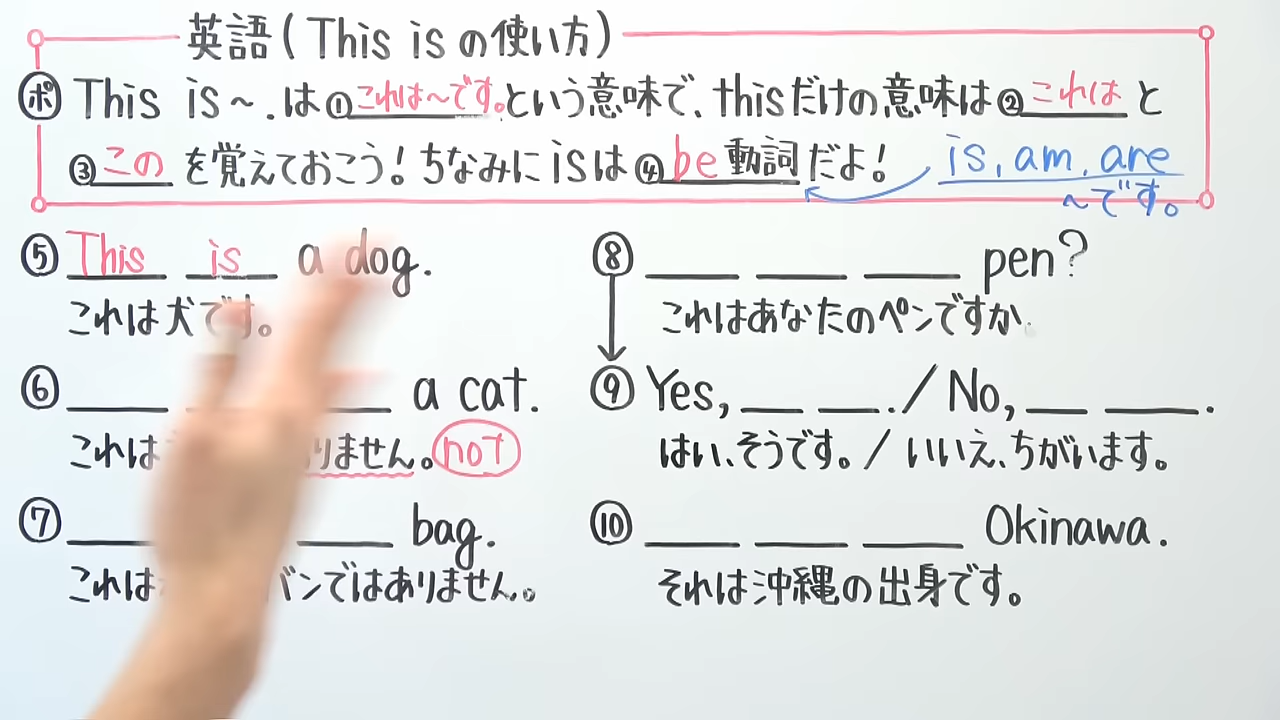 英語(This isの使い方)
ポ This is~.は①これは~です。という意味で、thisだけの意味は②これはと
③このを覚えておこう!ちなみにisは④be動詞だよ!
is, am, are
~です。
⑤This is a dog.
これは犬です。
⑥ a cat.
これは りません。not
⑦ bag.
これは バンではありません。
⑧ pen?
これはあなたのペンですか
⑨Yes, ./No, .
はい、そうです。/いいえ、ちがいます。
⑩ Okinawa.
それは沖縄の出身です。